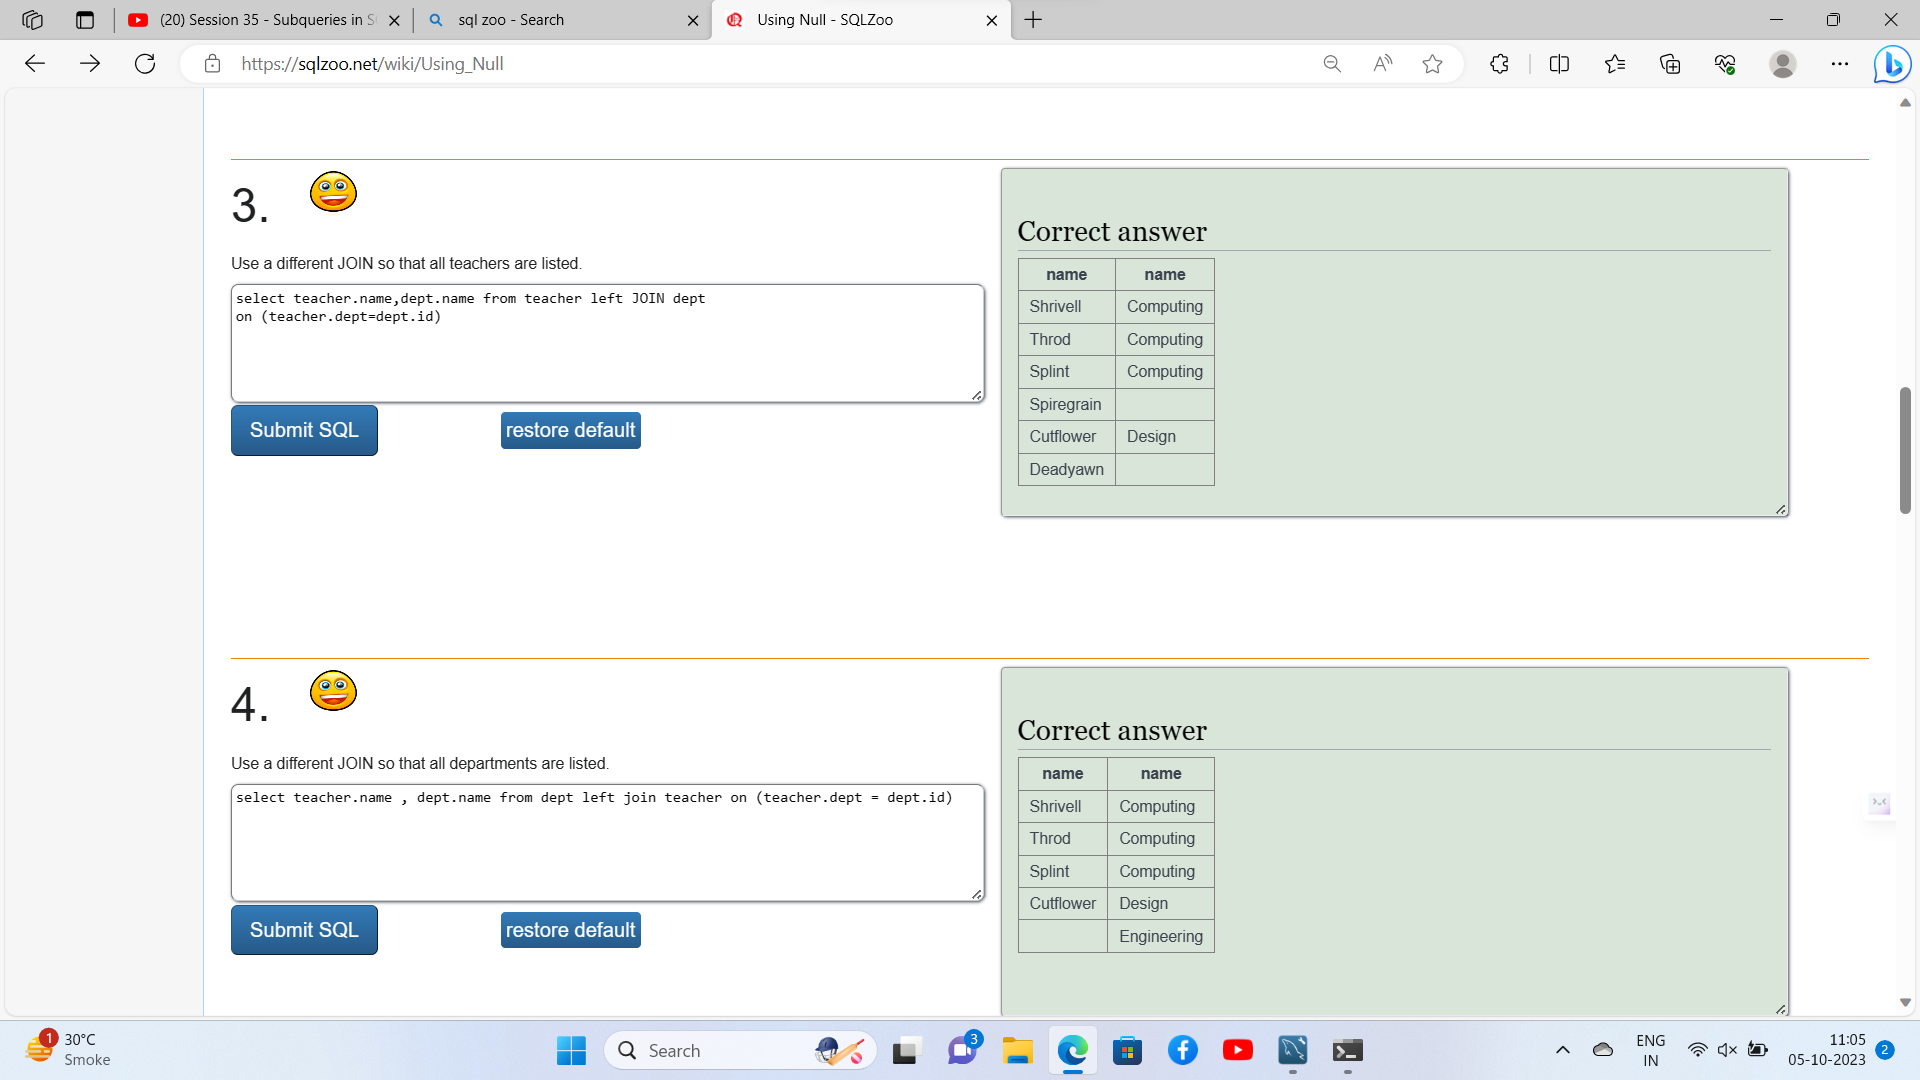 (20) Session 35 - Subqueries in S
sql zoo - Search
Using Null - SQLZoo
https://sqlzoo.net/wiki/Using_Null
3.
Use a different JOIN so that all teachers are listed.
select teacher.name,dept.name from teacher left JOIN dept
on (teacher.dept=dept.id)
Submit SQL
restore default
Correct answer
name name
Shrivell Computing
Throd Computing
Splint Computing
Spiregrain
Cutflower Design
Deadyawn
4.
Use a different JOIN so that all departments are listed.
select teacher.name , dept.name from dept left join teacher on (teacher.dept = dept.id)
Submit SQL
restore default
Correct answer
name name
Shrivell Computing
Throd Computing
Splint Computing
Cutflower Design
Engineering
1
30°C
Smoke
Search
3
ENG
IN
11:05
05-10-2023
2